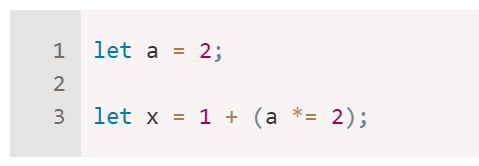 1 let a = 2;
2
3 let x = 1 + (a *= 2);